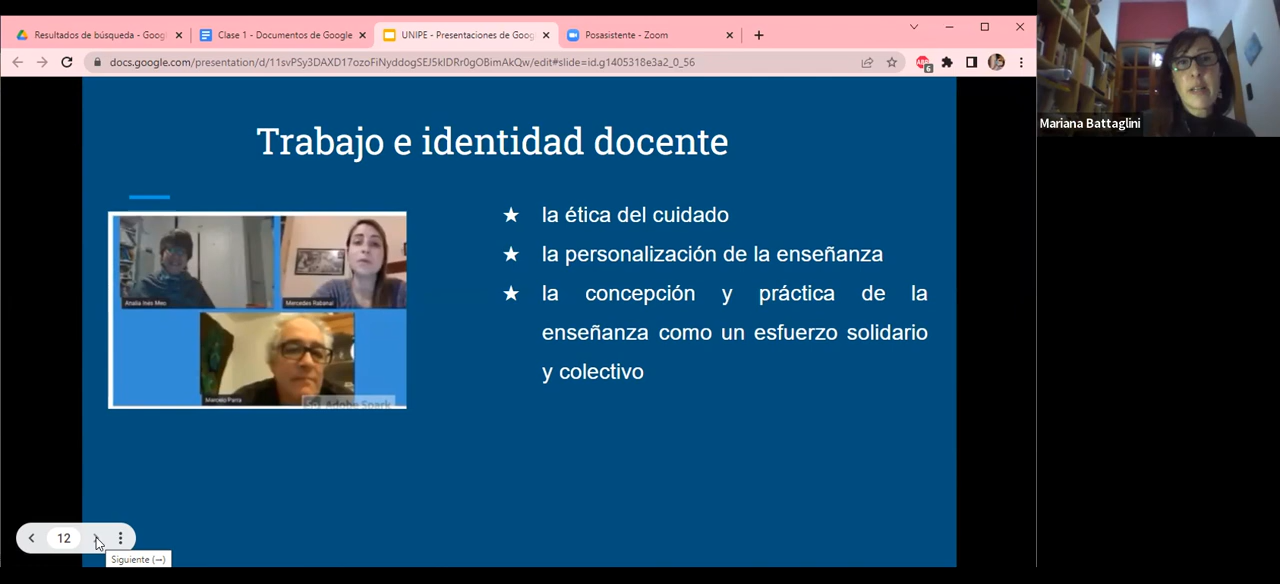 Resultados de búsqueda - Goog
Clase 1 - Documentos de Google
UNIPE - Presentaciones de Goog
Posasistente - Zoom
docs.google.com/presentation/d/11svPSy3DAXD17ozoFiNyddogSEJ5klDRr0gOBimAkQw/edit#slide=id.g1405318e3a2_0_56
6
Mariana Battaglini
Trabajo e identidad docente
★ la ética del cuidado
★ la personalización de la enseñanza
★ la concepción y práctica de la
enseñanza como un esfuerzo solidario
y colectivo
Analía Inés Meo
Mercedes Rabanal
Marcelo Parra
Adobe Spark
12
Siguiente (→)